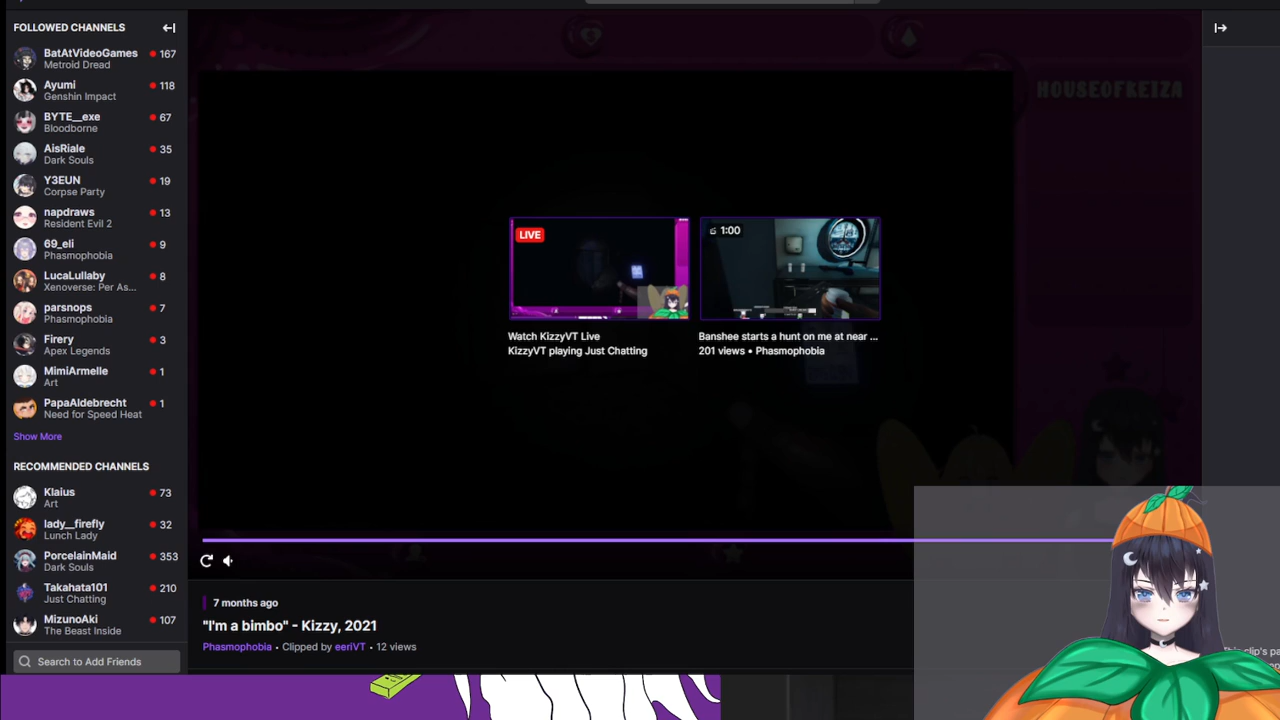 FOLLOWED CHANNELS
BatAtVideoGames 167
Metroid Dread
Ayumi 118
Genshin Impact
BYTE__exe 67
Bloodborne
AisRiale 35
Dark Souls
Y3EUN 19
Corpse Party
napdraws 13
Resident Evil 2
69_eli 9
Phasmophobia
LucaLullaby 8
Xenoverse: Per As...
parsnops 7
Phasmophobia
Firery 3
Apex Legends
MimiArmelle 1
Art
PapaAldebrecht 1
Need for Speed Heat
Show More
RECOMMENDED CHANNELS
Klaius 73
Art
lady__firefly 32
Lunch Lady
PorcelainMaid 353
Dark Souls
Takahata101 210
Just Chatting
MizunoAki 107
The Beast Inside
Search to Add Friends
HOUSEOFKEIZA
LIVE
Watch KizzyVT Live
KizzyVT playing Just Chatting
1:00
Banshee starts a hunt on me at near ...
201 views • Phasmophobia
7 months ago
"I'm a bimbo" - Kizzy, 2021
Phasmophobia • Clipped by eeriVT • 12 views
This clip's pa